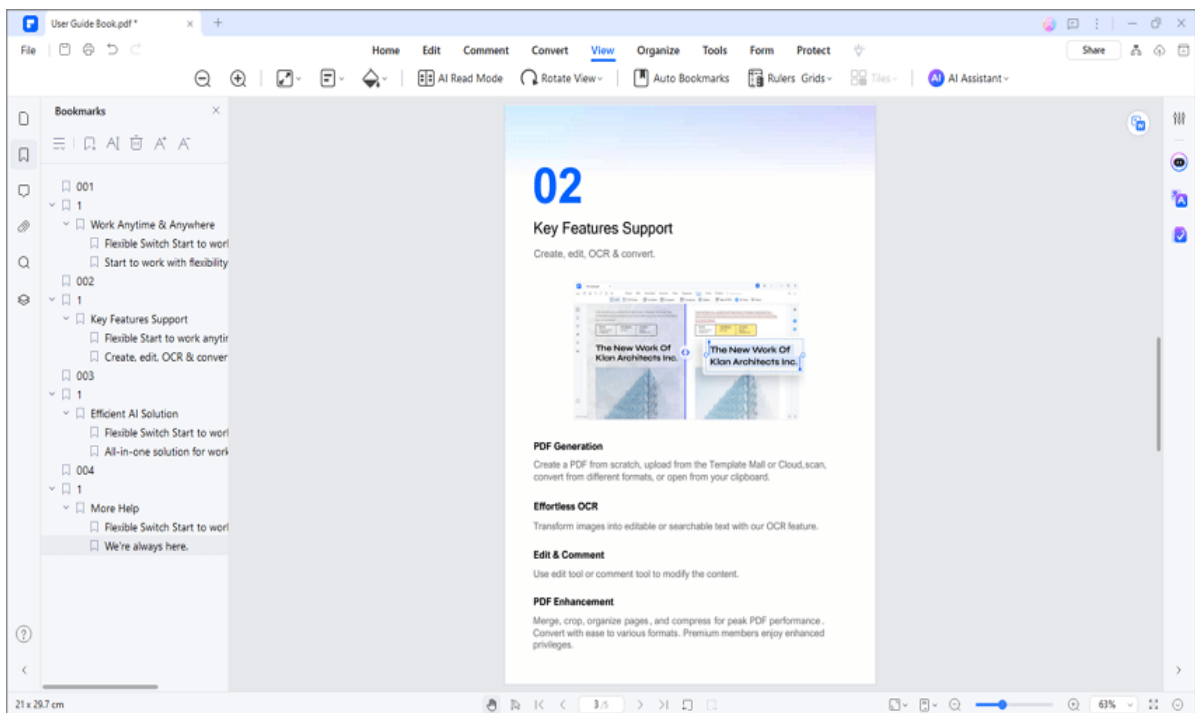 User Guide Book.pdf *
File Home Edit Comment Convert View Organize Tools Form Protect Share
AI Read Mode Rotate View Auto Bookmarks Rulers Grids Tiles AI AI Assistant
Bookmarks
001
1
Work Anytime & Anywhere
Flexible Switch Start to worl
Start to work with flexibility
002
1
Key Features Support
Flexible Start to work anytir
Create, edit, OCR & conver
003
1
Efficient AI Solution
Flexible Switch Start to worl
All-in-one solution for work
004
1
More Help
Flexible Switch Start to worl
We're always here.
02
Key Features Support
Create, edit, OCR & convert.
The New Work Of
Klan Architects Inc.
The New Work Of
Klan Architects Inc.
PDF Generation
Create a PDF from scratch, upload from the Template Mall or Cloud,scan,
convert from different formats, or open from your clipboard.
Effortless OCR
Transform images into editable or searchable text with our OCR feature.
Edit & Comment
Use edit tool or comment tool to modify the content.
PDF Enhancement
Merge, crop, organize pages, and compress for peak PDF performance.
Convert with ease to various formats. Premium members enjoy enhanced
privileges.
21 x 29.7 cm 3/5 63%